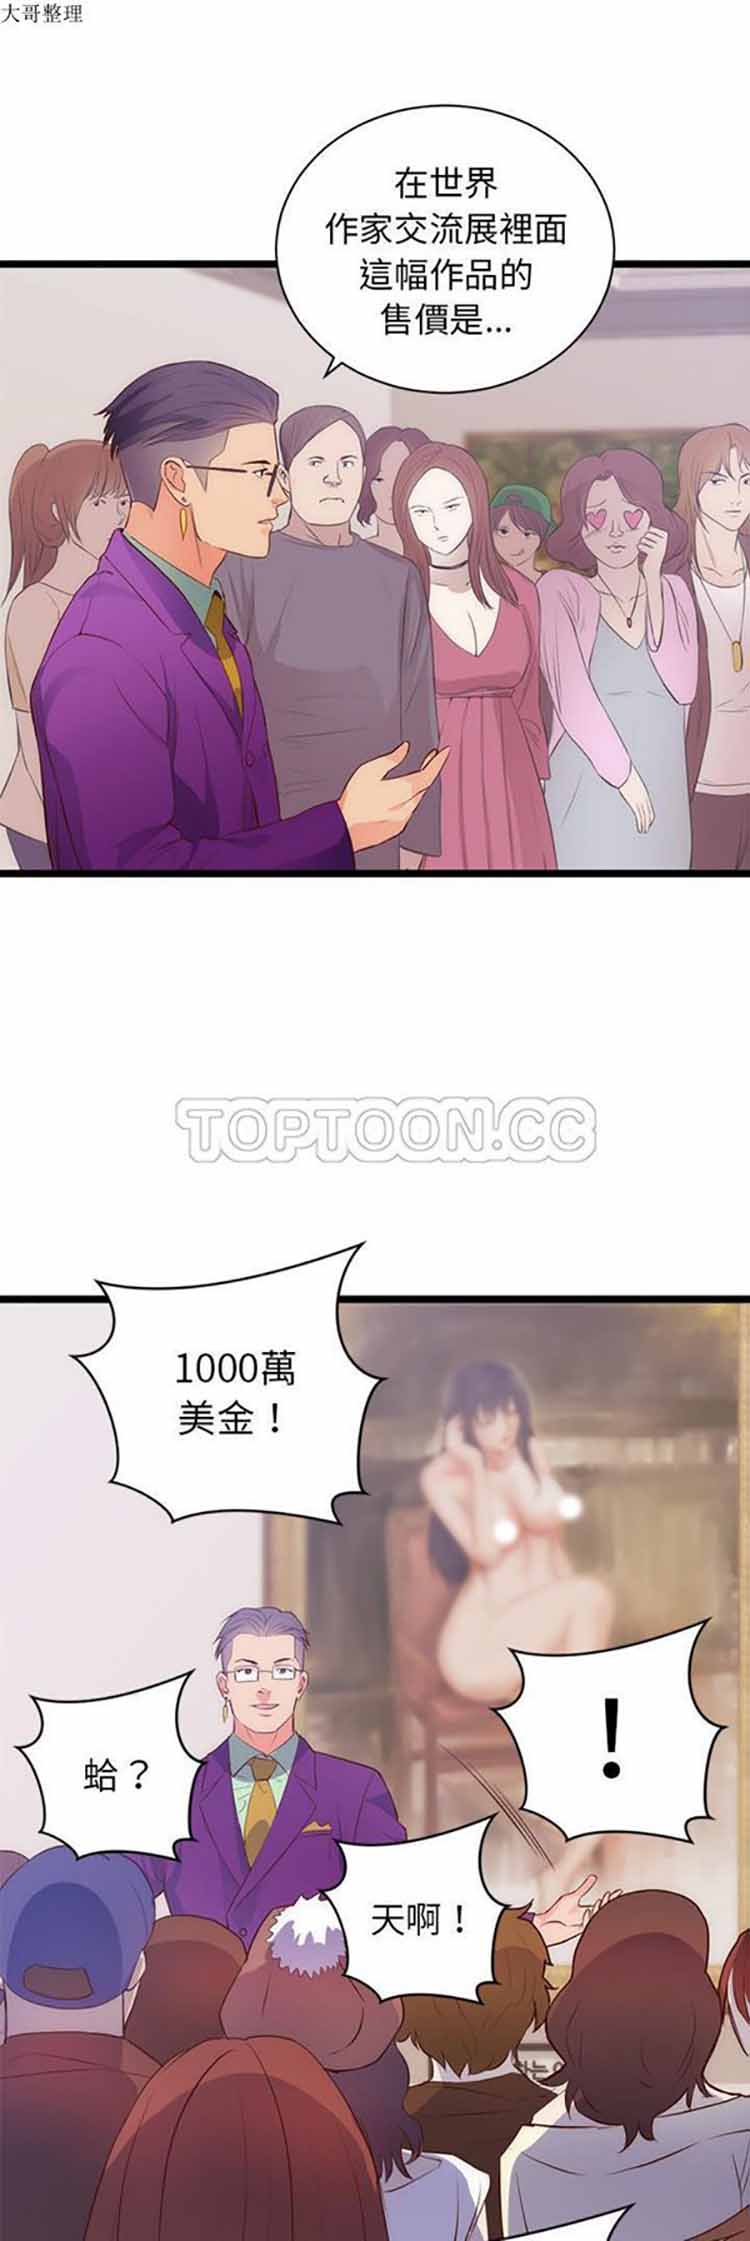 大哥整理
在世界
作家交流展裡面
這幅作品的
售價是...
TOPTOON.CC
1000萬
美金！
！
蛤？
天啊！